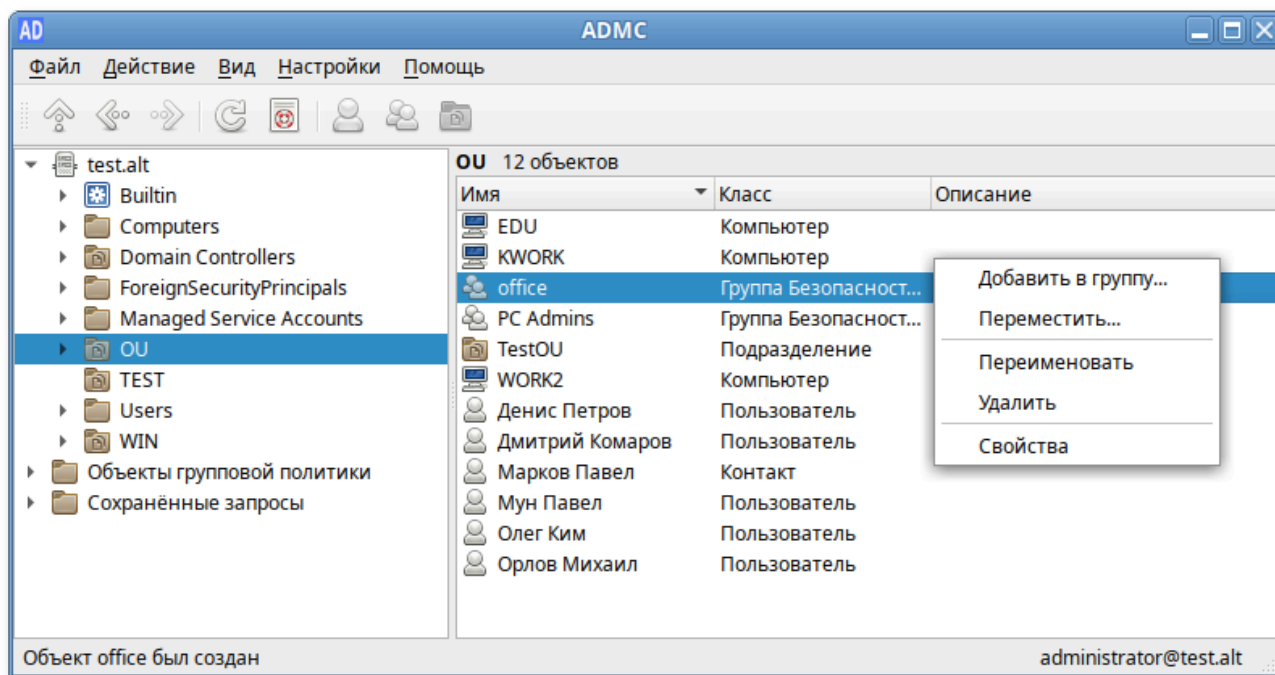 AD ADMC
Файл Действие Вид Настройки Помощь
test.alt
Builtin
Computers
Domain Controllers
ForeignSecurityPrincipals
Managed Service Accounts
OU
TEST
Users
WIN
Объекты групповой политики
Сохранённые запросы
OU 12 объектов
Имя Класс Описание
EDU Компьютер
KWORK Компьютер
office Группа Безопасност...
PC Admins Группа Безопасност...
TestOU Подразделение
WORK2 Компьютер
Денис Петров Пользователь
Дмитрий Комаров Пользователь
Марков Павел Контакт
Мун Павел Пользователь
Олег Ким Пользователь
Орлов Михаил Пользователь
Добавить в группу...
Переместить...
Переименовать
Удалить
Свойства
Объект office был создан administrator@test.alt